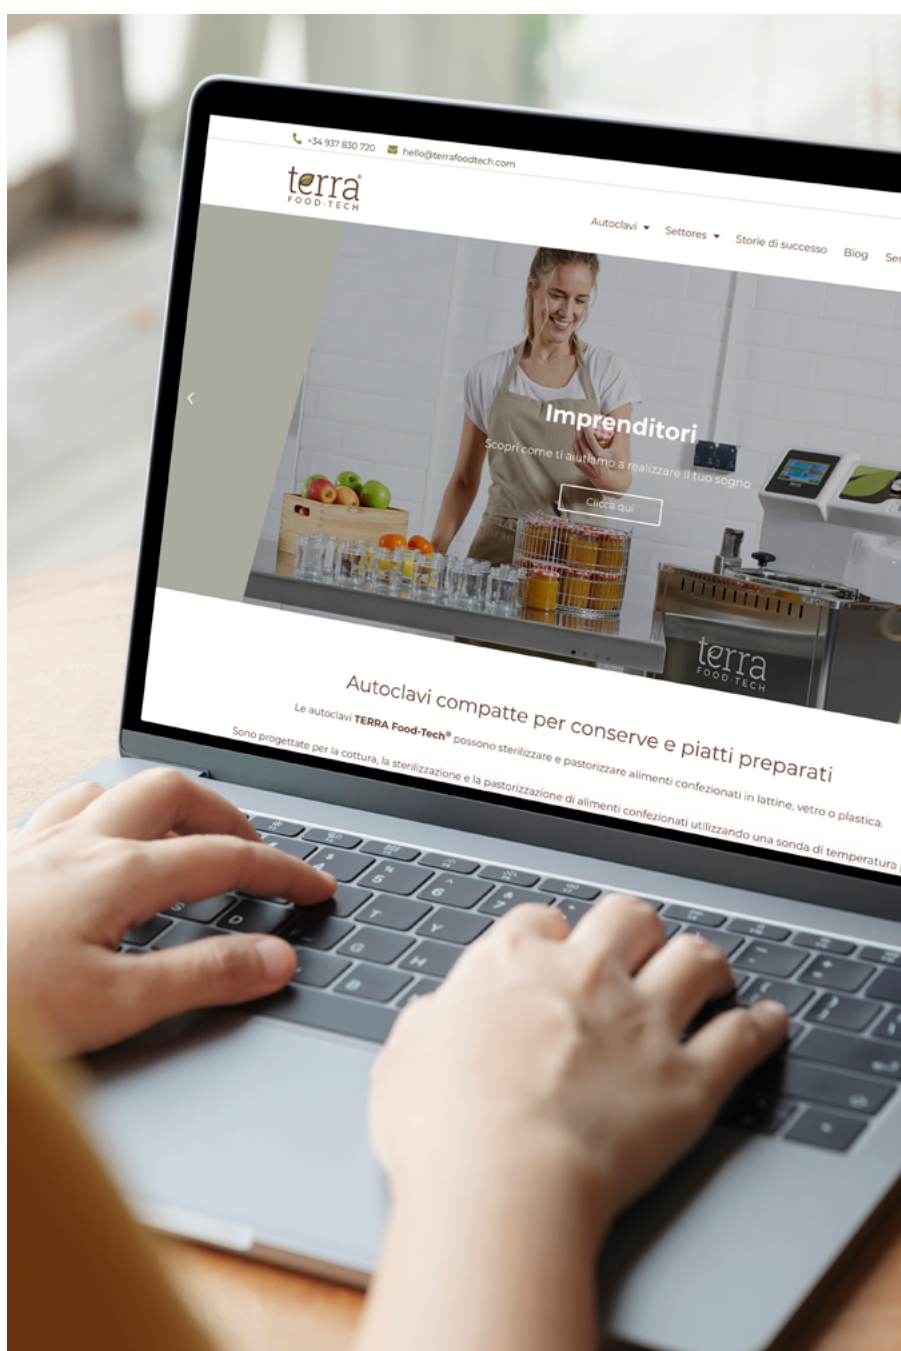 +34 937 830 720 hello@terrafoodtech.com
terra®
FOOD·TECH
Autoclavi Settores Storie di successo Blog
Imprenditori
Scopri come ti aiutiamo a realizzare il tuo sogno
Clicca qui
terra
FOOD·TECH
Autoclavi compatte per conserve e piatti preparati
Le autoclavi TERRA Food-Tech® possono sterilizzare e pastorizzare alimenti confezionati in lattine, vetro o plastica.
Sono progettate per la cottura, la sterilizzazione e la pastorizzazione di alimenti confezionati utilizzando una sonda di temperatura
5 6 7
T Y
S D G H
B